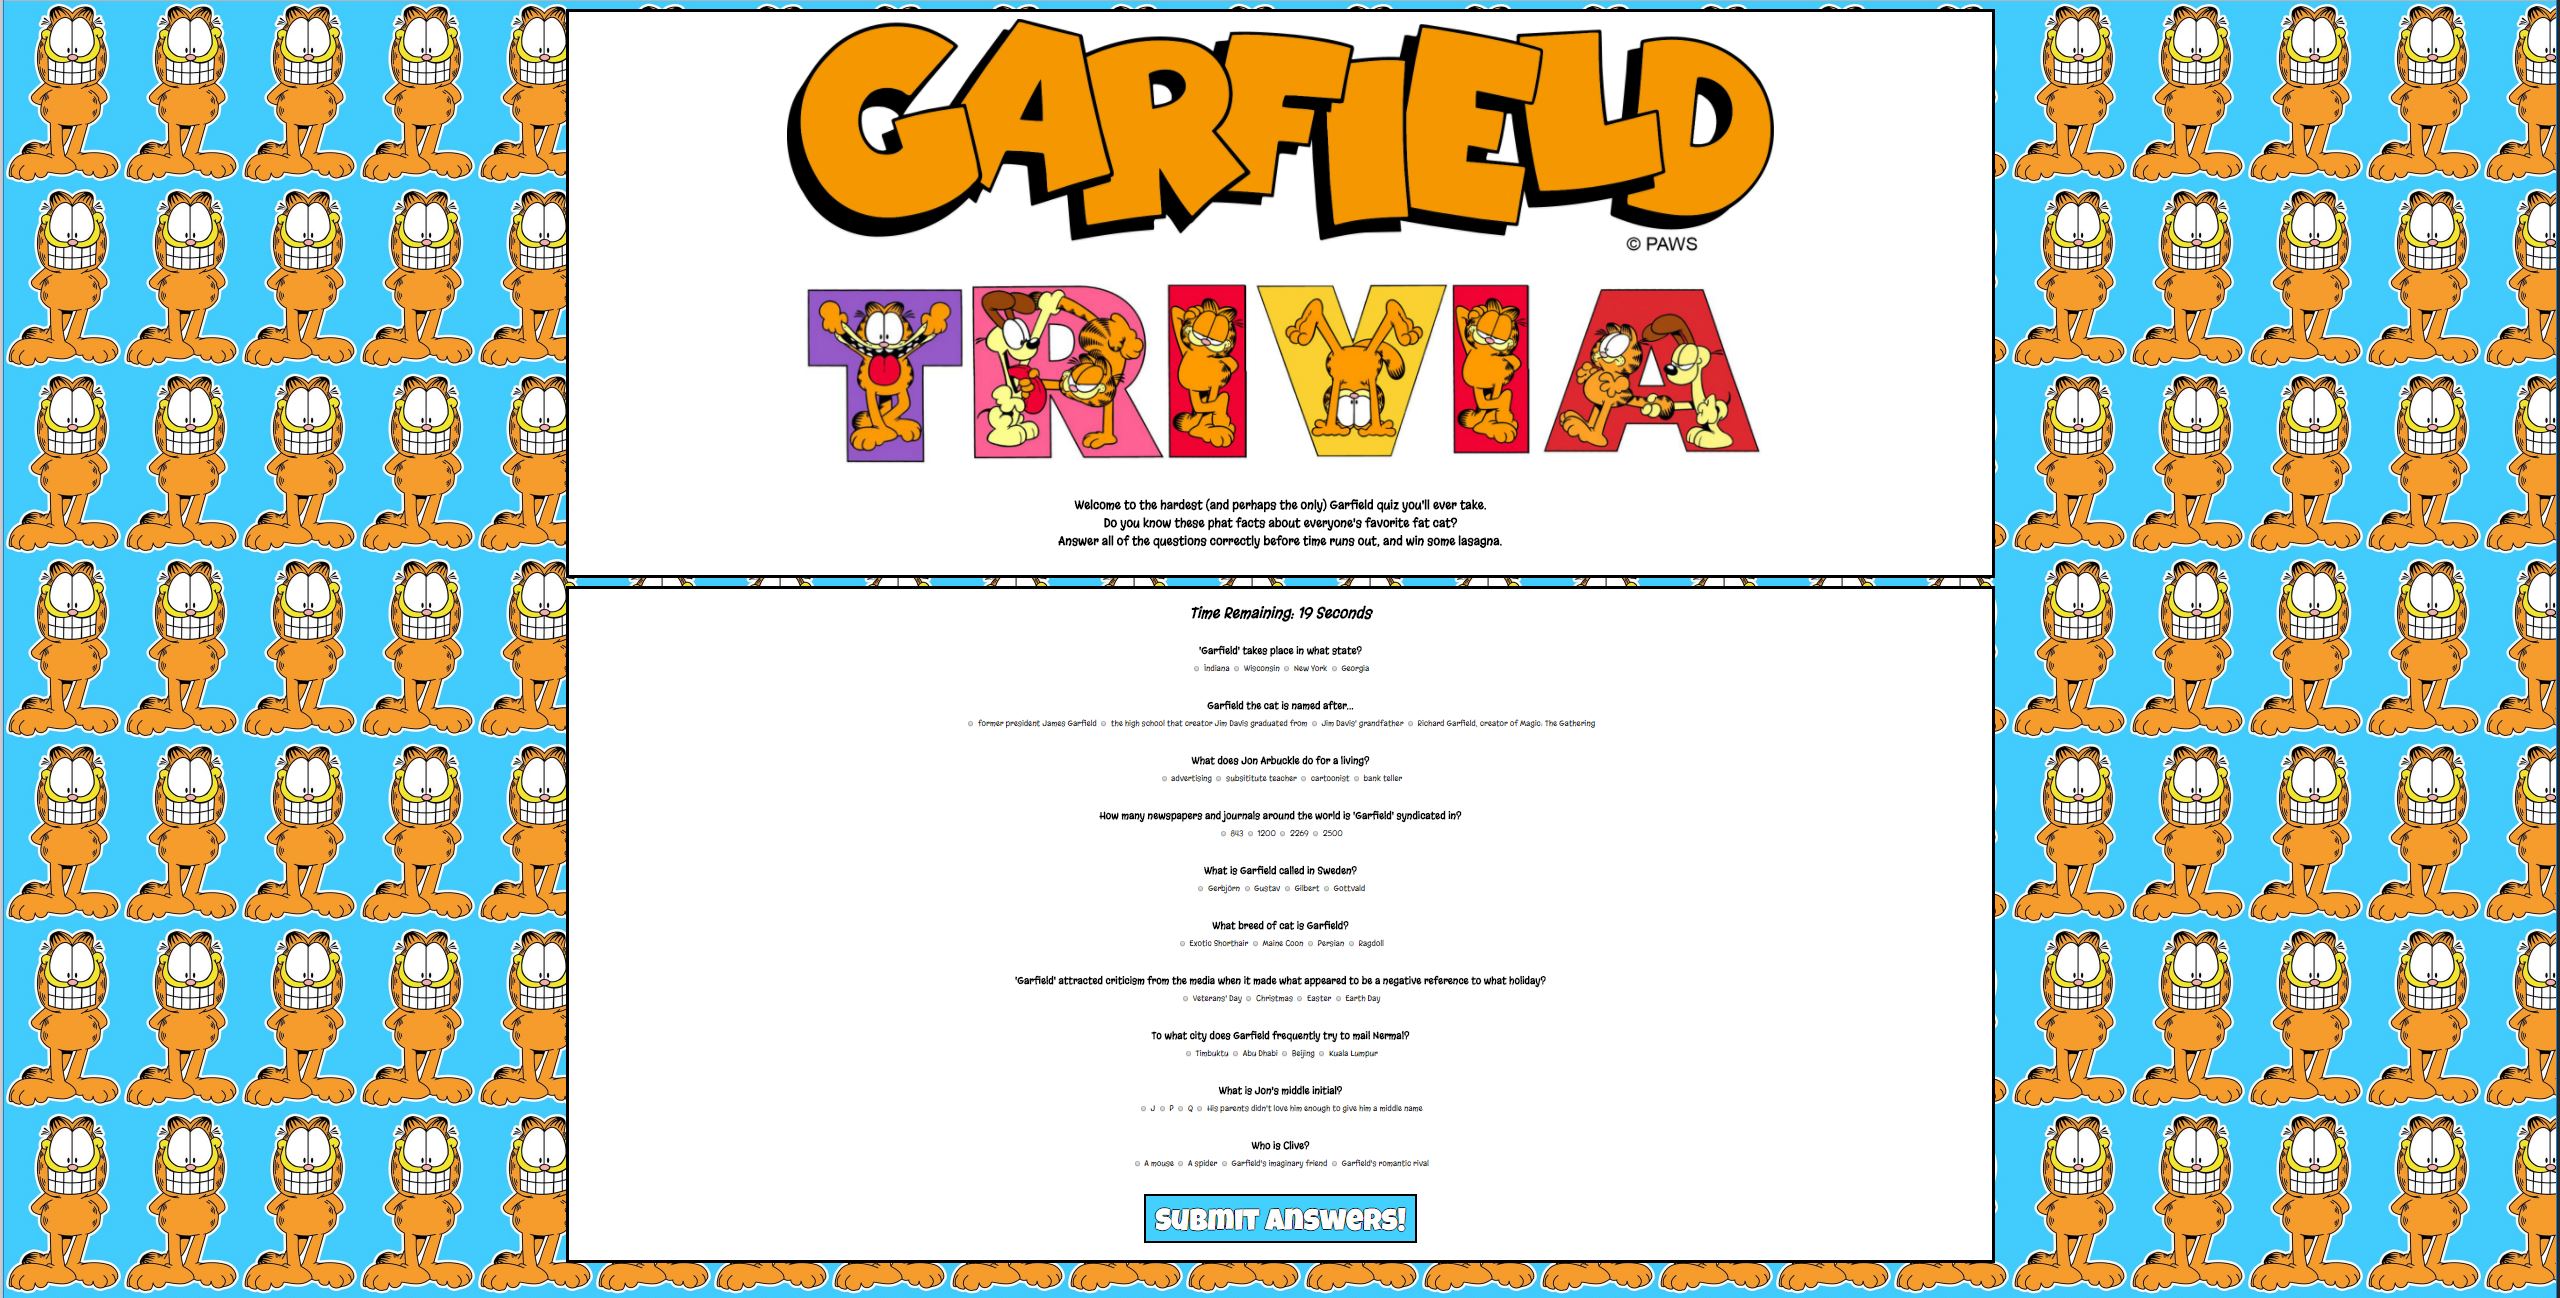 GARFIELD
© PAWS
TRIVIA
Welcome to the hardest (and perhaps the only) Garfield quiz you'll ever take.
Do you know these phat facts about everyone's favorite fat cat?
Answer all of the questions correctly before time runs out, and win some lasagna.
Time Remaining: 19 Seconds
'Garfield' takes place in what state?
Indiana Wisconsin New York Georgia
Garfield the cat is named after...
former president James Garfield the high school that creator Jim Davis graduated from Jim Davis' grandfather Richard Garfield, creator of Magic: The Gathering
What does Jon Arbuckle do for a living?
advertising subsititute teacher cartoonist bank teller
How many newspapers and journals around the world is 'Garfield' syndicated in?
843 1200 2269 2500
What is Garfield called in Sweden?
Gerbjörn Gustav Gilbert Gottvald
What breed of cat is Garfield?
Exotic Shorthair Maine Coon Persian Ragdoll
'Garfield' attracted criticism from the media when it made what appeared to be a negative reference to what holiday?
Veterans' Day Christmas Easter Earth Day
To what city does Garfield frequently try to mail Nermal?
Timbuktu Abu Dhabi Beijing Kuala Lumpur
What is Jon's middle initial?
J P Q His parents didn't love him enough to give him a middle name
Who is Clive?
A mouse A spider Garfield's imaginary friend Garfield's romantic rival
Submit Answers!